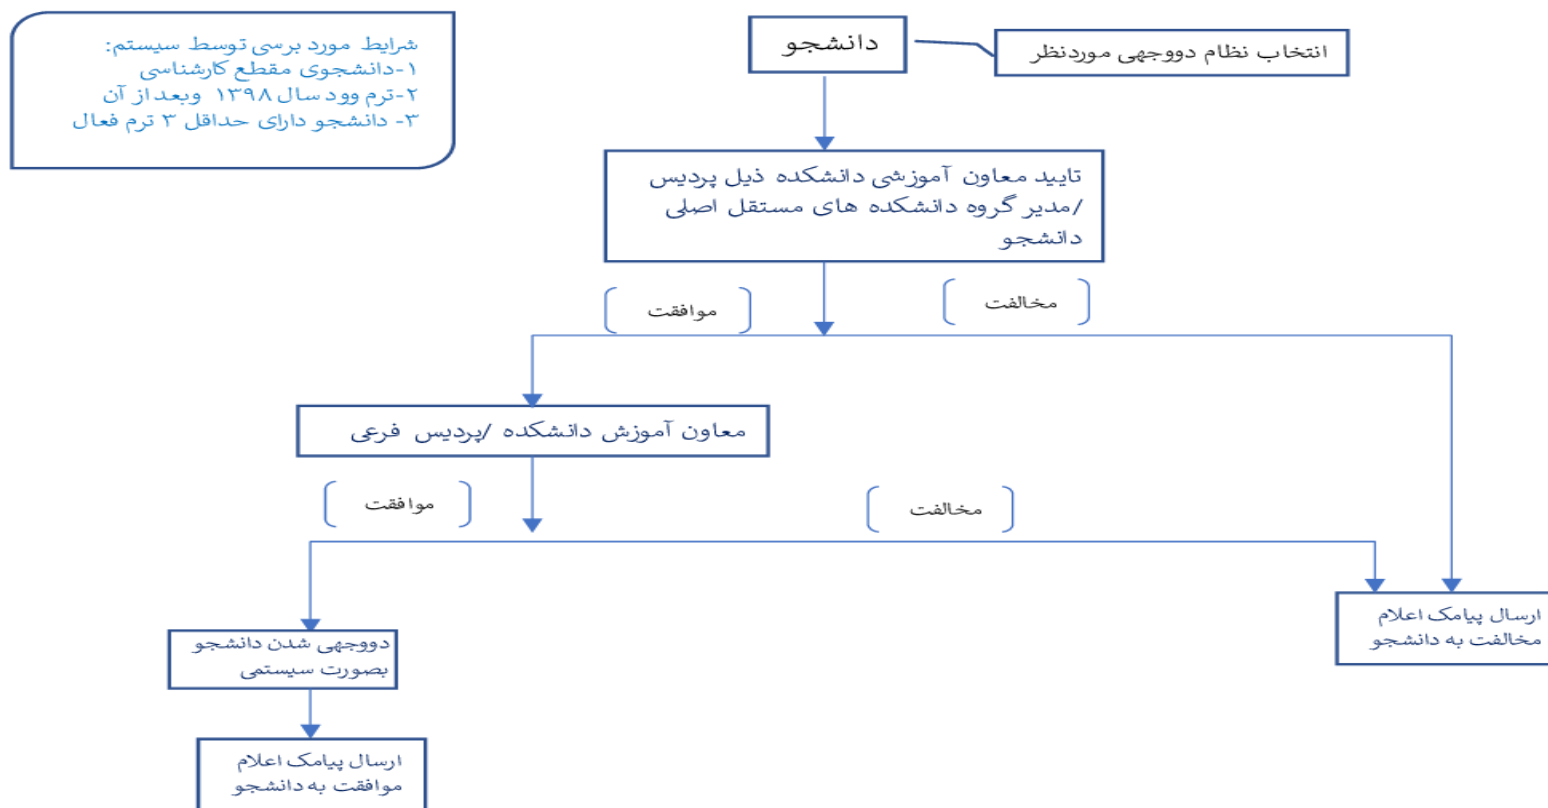 دانشجو
انتخاب نظام دووجهی موردنظر
شرایط مورد برسی توسط سیستم:
۱-دانشجوی مقطع کارشناسی
۲-ترم وود سال ۱۳۹۸ وبعد از آن
۳- دانشجو دارای حداقل ۳ ترم فعال
تایید معاون آموزشی دانشکده ذیل پردیس
/مدیر گروه دانشکده های مستقل اصلی
دانشجو
مخالفت
موافقت
معاون آموزش دانشکده /پردیس فرعی
مخالفت
موافقت
ارسال پیامک اعلام
مخالفت به دانشجو
دووجهی شدن دانشجو
بصورت سیستمی
ارسال پیامک اعلام
موافقت به دانشجو